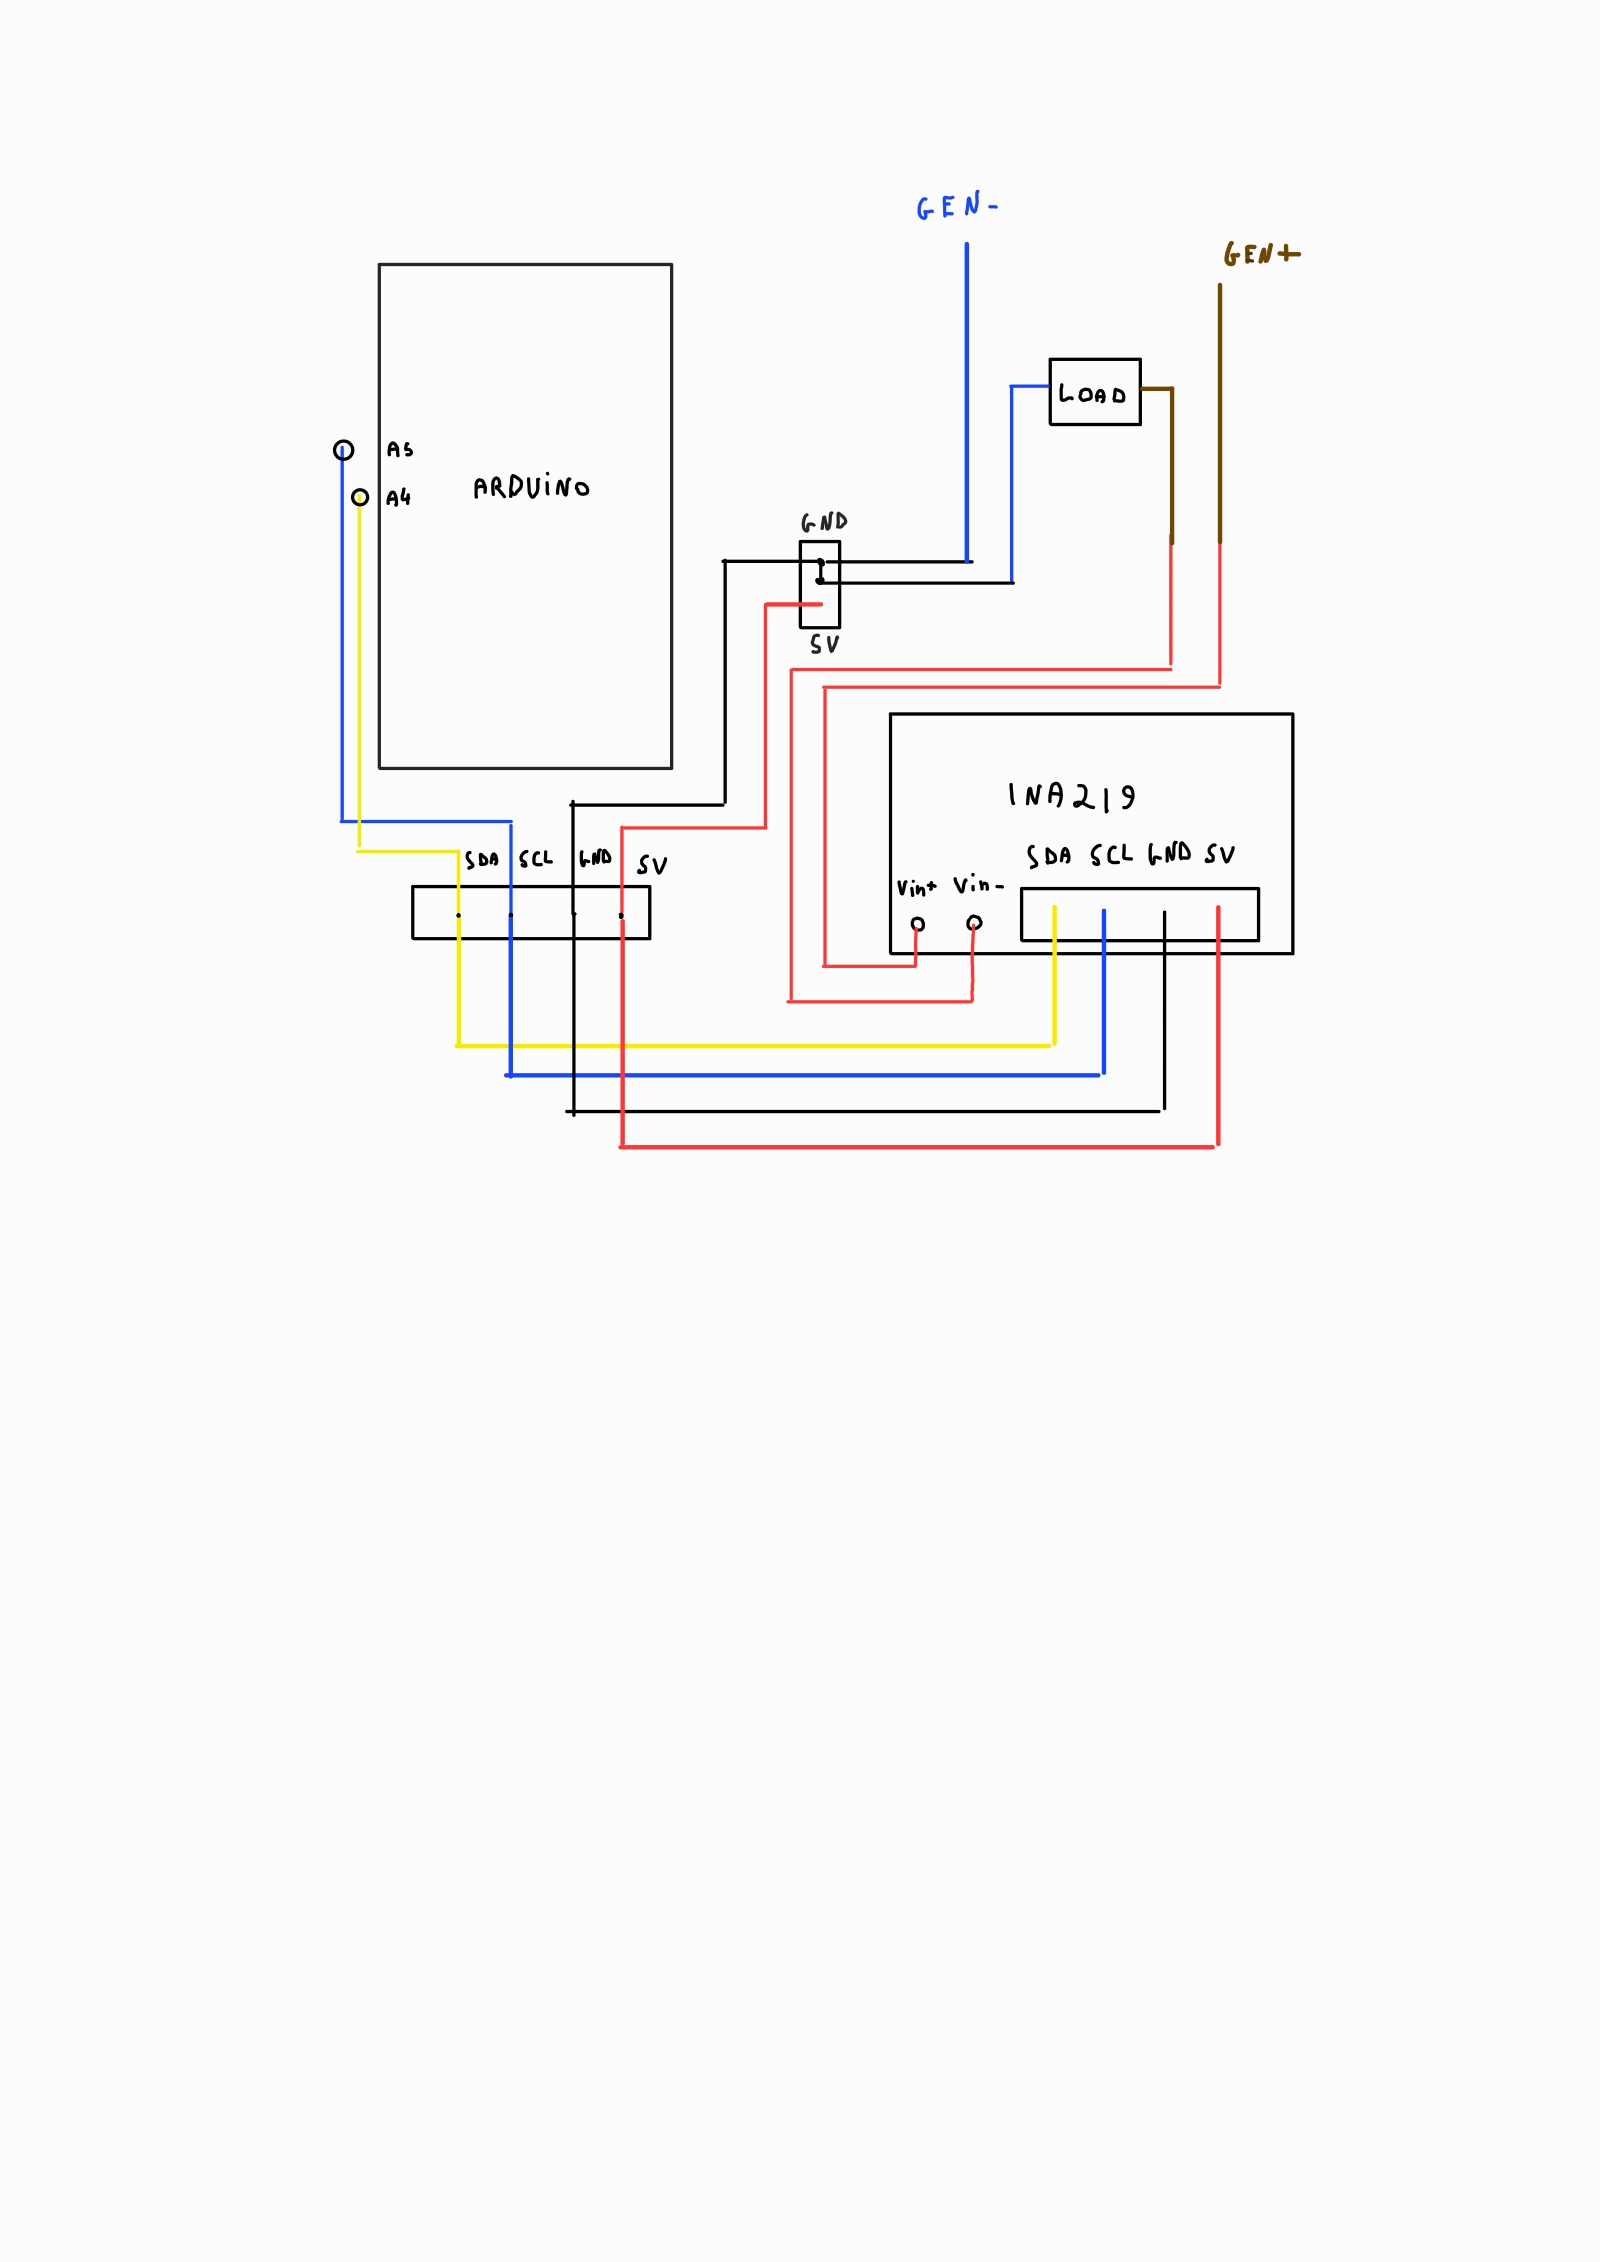 GEN-
GEN+
LOAD
A5
ARDUiNO
A4
GND
5V
INA219
SDA SCL GND 5V
SDA SCL GND 5V
Vin+ Vin-